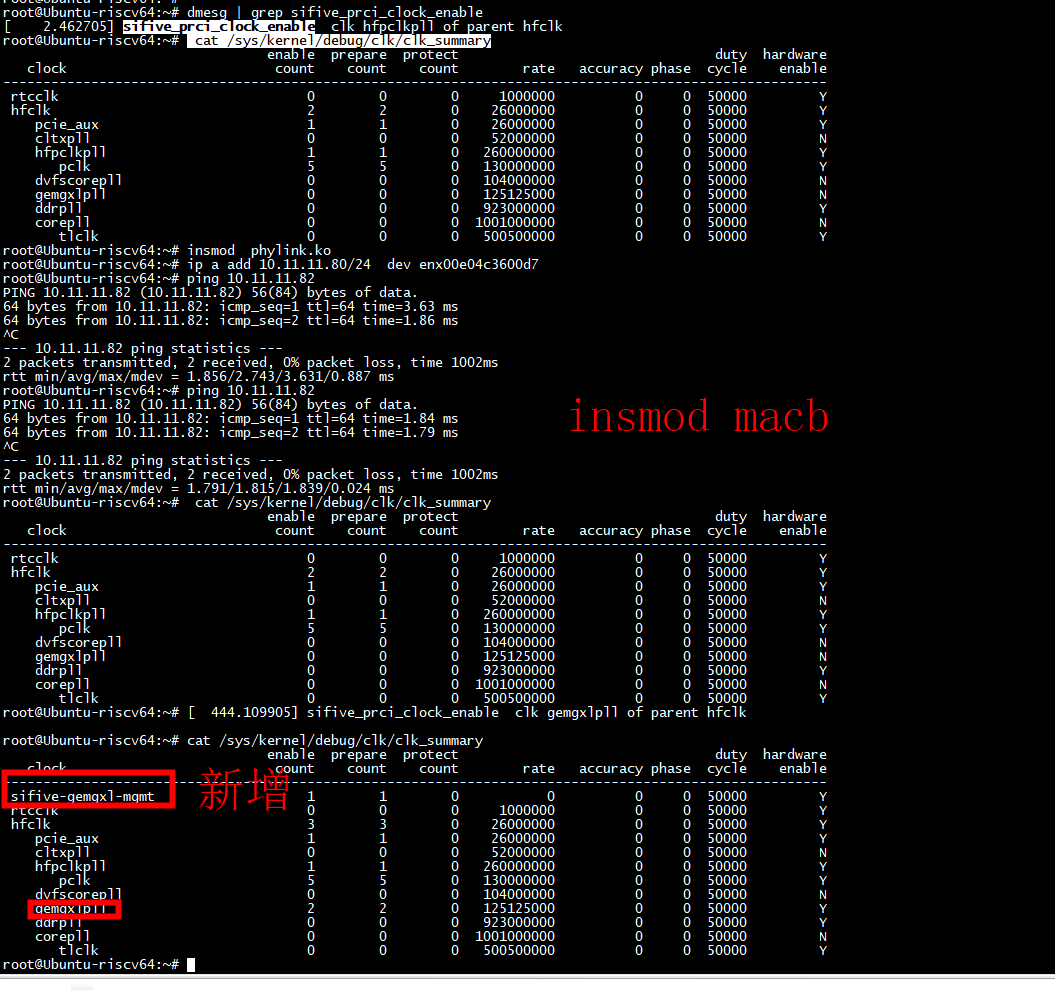 root@Ubuntu-riscv64:~# dmesg | grep sifive_prci_clock_enable
[    2.462705] sifive_prci_clock_enable  clk hfpclkpll of parent hfclk
root@Ubuntu-riscv64:~#  cat /sys/kernel/debug/clk/clk_summary
enable prepare protect duty hardware
clock count count count rate accuracy phase cycle enable
---------------------------------------------------------------------------------------------------
rtcclk 0 0 0 1000000 0 0 50000 Y
hfclk 2 2 0 26000000 0 0 50000 Y
pcie_aux 1 1 0 26000000 0 0 50000 Y
cltxpll 0 0 0 52000000 0 0 50000 N
hfpclkpll 1 1 0 260000000 0 0 50000 Y
pclk 5 5 0 130000000 0 0 50000 Y
dvfscorepll 0 0 0 104000000 0 0 50000 N
gemgxlpll 0 0 0 125125000 0 0 50000 N
ddrpll 0 0 0 923000000 0 0 50000 Y
corepll 0 0 0 1001000000 0 0 50000 N
tlclk 0 0 0 500500000 0 0 50000 Y
root@Ubuntu-riscv64:~# insmod  phylink.ko
root@Ubuntu-riscv64:~# ip a add 10.11.11.80/24  dev enx00e04c3600d7
root@Ubuntu-riscv64:~# ping 10.11.11.82
PING 10.11.11.82 (10.11.11.82) 56(84) bytes of data.
64 bytes from 10.11.11.82: icmp_seq=1 ttl=64 time=3.63 ms
64 bytes from 10.11.11.82: icmp_seq=2 ttl=64 time=1.86 ms
^C
--- 10.11.11.82 ping statistics ---
2 packets transmitted, 2 received, 0% packet loss, time 1002ms
rtt min/avg/max/mdev = 1.856/2.743/3.631/0.887 ms
root@Ubuntu-riscv64:~# ping 10.11.11.82
PING 10.11.11.82 (10.11.11.82) 56(84) bytes of data.
64 bytes from 10.11.11.82: icmp_seq=1 ttl=64 time=1.84 ms
64 bytes from 10.11.11.82: icmp_seq=2 ttl=64 time=1.79 ms
insmod macb
^C
--- 10.11.11.82 ping statistics ---
2 packets transmitted, 2 received, 0% packet loss, time 1002ms
rtt min/avg/max/mdev = 1.791/1.815/1.839/0.024 ms
root@Ubuntu-riscv64:~#  cat /sys/kernel/debug/clk/clk_summary
enable prepare protect duty hardware
clock count count count rate accuracy phase cycle enable
---------------------------------------------------------------------------------------------------
rtcclk 0 0 0 1000000 0 0 50000 Y
hfclk 2 2 0 26000000 0 0 50000 Y
pcie_aux 1 1 0 26000000 0 0 50000 Y
cltxpll 0 0 0 52000000 0 0 50000 N
hfpclkpll 1 1 0 260000000 0 0 50000 Y
pclk 5 5 0 130000000 0 0 50000 Y
dvfscorepll 0 0 0 104000000 0 0 50000 N
gemgxlpll 0 0 0 125125000 0 0 50000 N
ddrpll 0 0 0 923000000 0 0 50000 Y
corepll 0 0 0 1001000000 0 0 50000 N
tlclk 0 0 0 500500000 0 0 50000 Y
root@Ubuntu-riscv64:~# [  444.109905] sifive_prci_clock_enable  clk gemgxlpll of parent hfclk
root@Ubuntu-riscv64:~# cat /sys/kernel/debug/clk/clk_summary
enable prepare protect duty hardware
clock count count count rate accuracy phase cycle enable
---------------------------------------------------------------------------------------------------
新增
sifive-gemgxl-mgmt 1 1 0 0 0 0 50000 Y
rtcclk 0 0 0 1000000 0 0 50000 Y
hfclk 3 3 0 26000000 0 0 50000 Y
pcie_aux 1 1 0 26000000 0 0 50000 Y
cltxpll 0 0 0 52000000 0 0 50000 N
hfpclkpll 1 1 0 260000000 0 0 50000 Y
pclk 5 5 0 130000000 0 0 50000 Y
dvfscorepll 0 0 0 104000000 0 0 50000 N
gemgxlpll 2 2 0 125125000 0 0 50000 Y
ddrpll 0 0 0 923000000 0 0 50000 Y
corepll 0 0 0 1001000000 0 0 50000 N
tlclk 0 0 0 500500000 0 0 50000 Y
root@Ubuntu-riscv64:~#